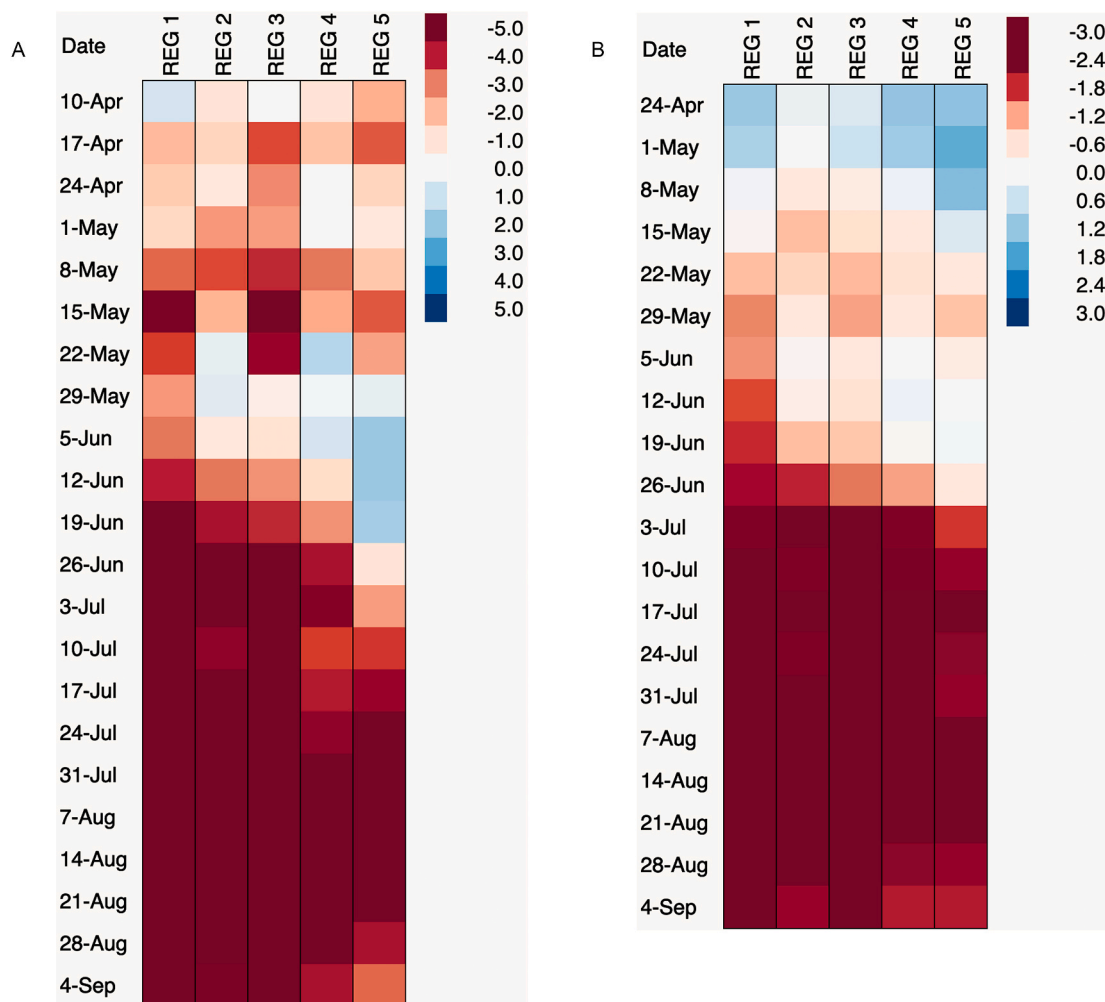 A
Date
REG 1
REG 2
REG 3
REG 4
REG 5
10-Apr
17-Apr
24-Apr
1-May
8-May
15-May
22-May
29-May
5-Jun
12-Jun
19-Jun
26-Jun
3-Jul
10-Jul
17-Jul
24-Jul
31-Jul
7-Aug
14-Aug
21-Aug
28-Aug
4-Sep
-5.0
-4.0
-3.0
-2.0
-1.0
0.0
1.0
2.0
3.0
4.0
5.0
B
Date
REG 1
REG 2
REG 3
REG 4
REG 5
24-Apr
1-May
8-May
15-May
22-May
29-May
5-Jun
12-Jun
19-Jun
26-Jun
3-Jul
10-Jul
17-Jul
24-Jul
31-Jul
7-Aug
14-Aug
21-Aug
28-Aug
4-Sep
-3.0
-2.4
-1.8
-1.2
-0.6
0.0
0.6
1.2
1.8
2.4
3.0